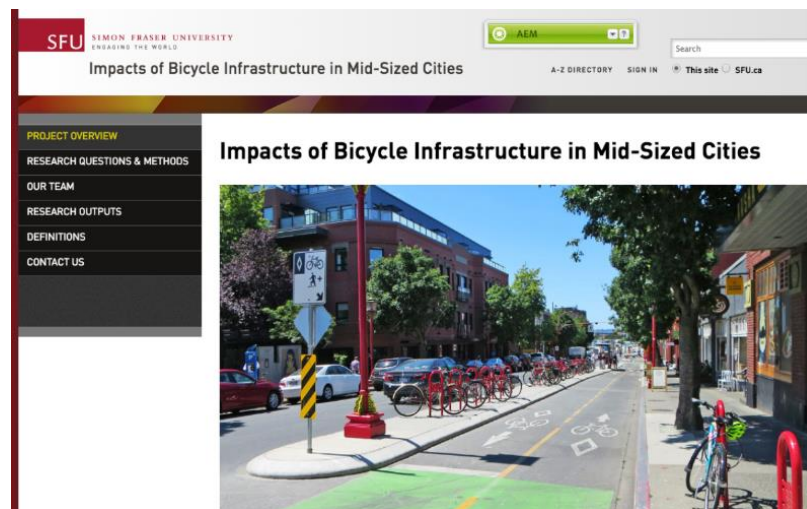 SFU
SIMON FRASER UNIVERSITY
ENGAGING THE WORLD
Impacts of Bicycle Infrastructure in Mid-Sized Cities
AEM
?
Search
A-Z DIRECTORY SIGN IN This site SFU.ca
PROJECT OVERVIEW
RESEARCH QUESTIONS & METHODS
OUR TEAM
RESEARCH OUTPUTS
DEFINITIONS
CONTACT US
Impacts of Bicycle Infrastructure in Mid-Sized Cities